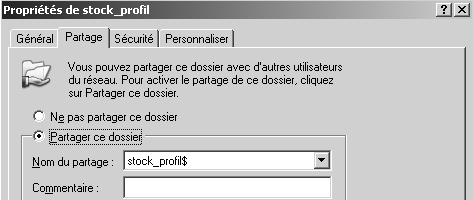 Propriétés de stock_profil
Général Partage Sécurité Personnaliser
Vous pouvez partager ce dossier avec d'autres utilisateurs
du réseau. Pour activer le partage de ce dossier, cliquez
sur Partager ce dossier.
Ne pas partager ce dossier
Partager ce dossier
Nom du partage : stock_profil$
Commentaire :